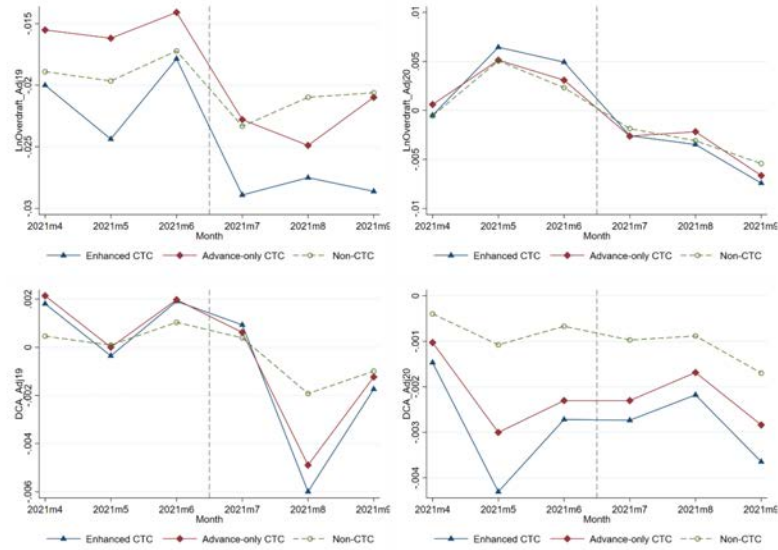 -.015
-.02
-.025
-.03
LnOverdraft_Adj19
2021m4 2021m5 2021m6 2021m7 2021m8 2021m9
Month
Enhanced CTC Advance-only CTC Non-CTC
.01
.005
0
-.005
-.01
LnOverdraft_Adj20
2021m4 2021m5 2021m6 2021m7 2021m8 2021m9
Month
Enhanced CTC Advance-only CTC Non-CTC
.002
0
-.002
-.004
-.006
DCA_Adj19
2021m4 2021m5 2021m6 2021m7 2021m8 2021m9
Month
Enhanced CTC Advance-only CTC Non-CTC
0
-.001
-.002
-.003
-.004
DCA_Adj20
2021m4 2021m5 2021m6 2021m7 2021m8 2021m9
Month
Enhanced CTC Advance-only CTC Non-CTC